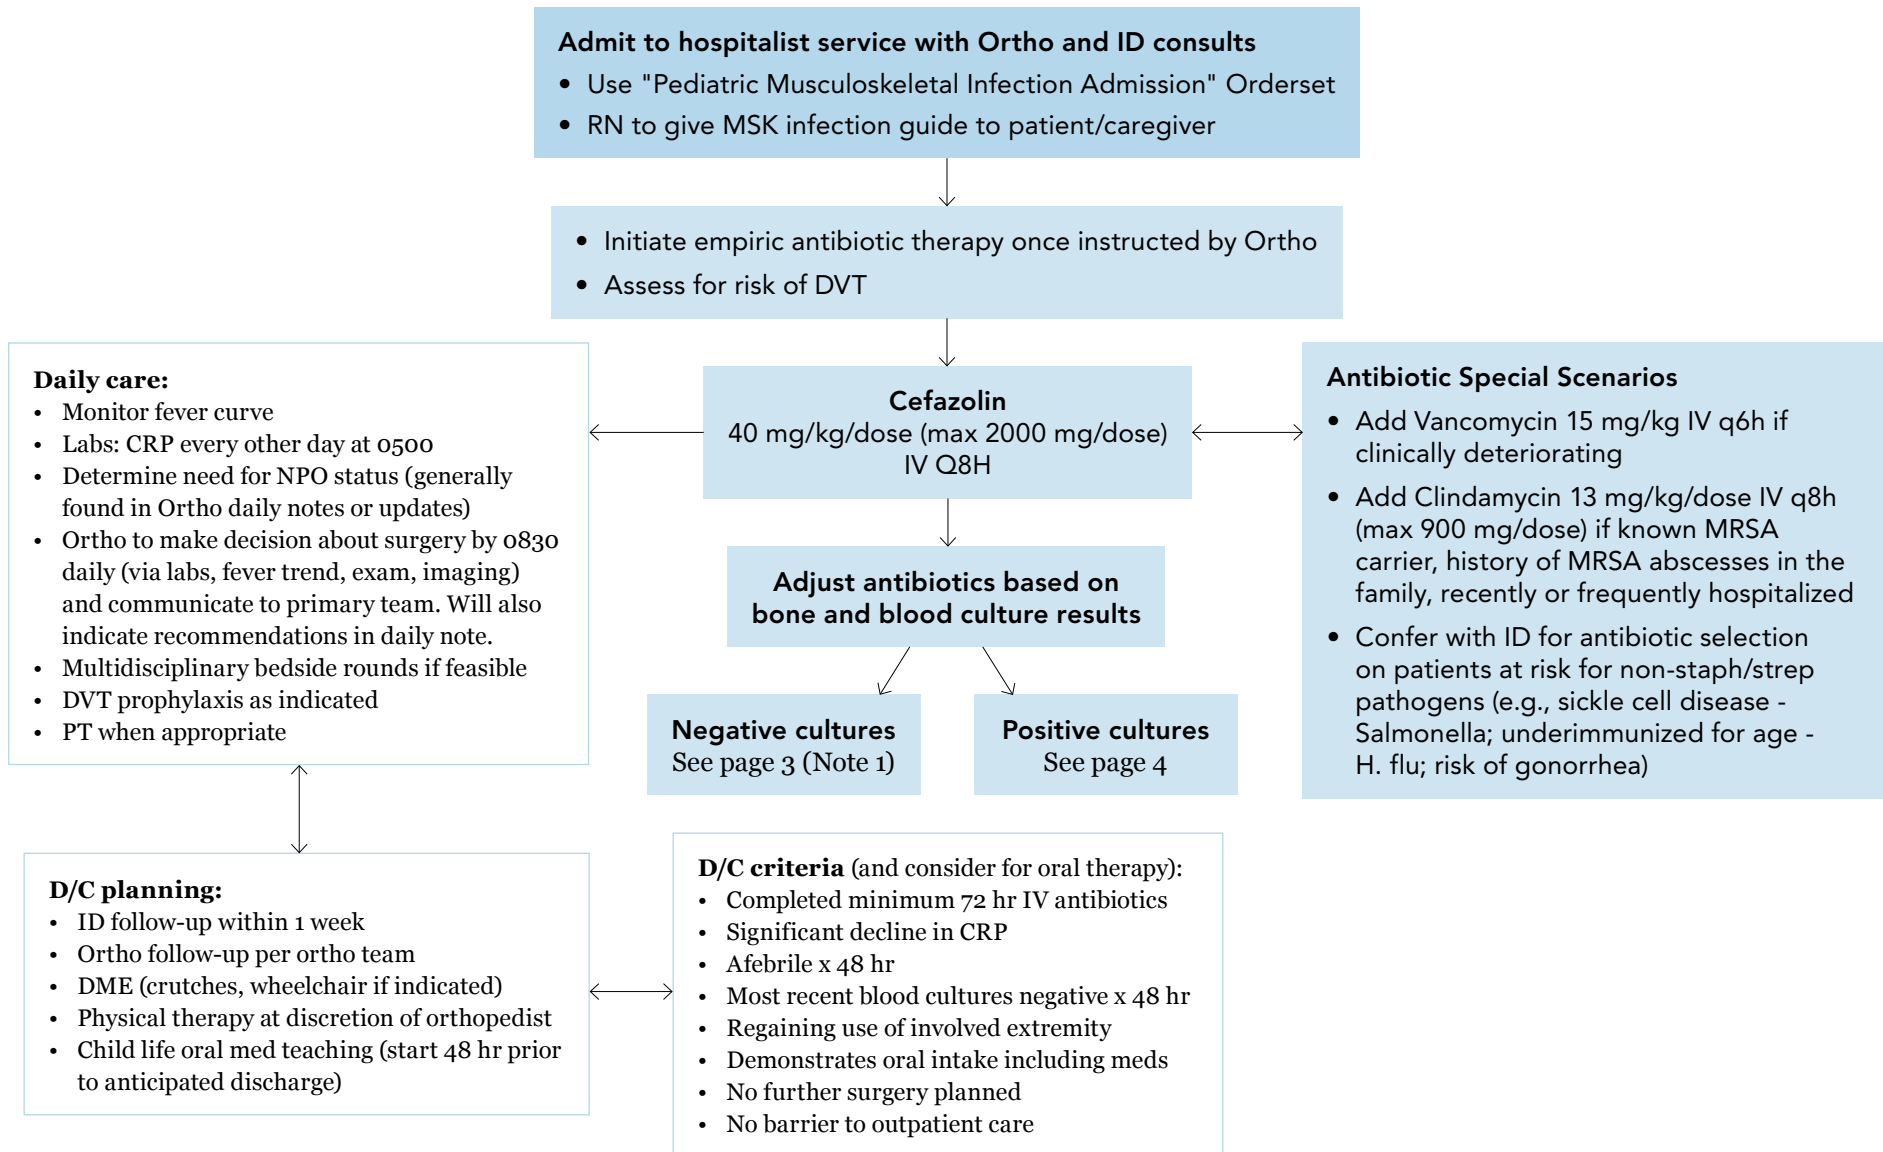 Admit to hospitalist service with Ortho and ID consults
• Use "Pediatric Musculoskeletal Infection Admission" Orderset
• RN to give MSK infection guide to patient/caregiver
• Initiate empiric antibiotic therapy once instructed by Ortho
• Assess for risk of DVT
Daily care:
• Monitor fever curve
• Labs: CRP every other day at 0500
• Determine need for NPO status (generally
found in Ortho daily notes or updates)
• Ortho to make decision about surgery by 0830
daily (via labs, fever trend, exam, imaging)
and communicate to primary team. Will also
indicate recommendations in daily note.
• Multidisciplinary bedside rounds if feasible
• DVT prophylaxis as indicated
• PT when appropriate
Cefazolin
40 mg/kg/dose (max 2000 mg/dose)
IV Q8H
Antibiotic Special Scenarios
• Add Vancomycin 15 mg/kg IV q6h if
clinically deteriorating
• Add Clindamycin 13 mg/kg/dose IV q8h
(max 900 mg/dose) if known MRSA
carrier, history of MRSA abscesses in the
family, recently or frequently hospitalized
• Confer with ID for antibiotic selection
on patients at risk for non-staph/strep
pathogens (e.g., sickle cell disease -
Salmonella; underimmunized for age -
H. flu; risk of gonorrhea)
Adjust antibiotics based on
bone and blood culture results
Negative cultures
See page 3 (Note 1)
Positive cultures
See page 4
D/C planning:
• ID follow-up within 1 week
• Ortho follow-up per ortho team
• DME (crutches, wheelchair if indicated)
• Physical therapy at discretion of orthopedist
• Child life oral med teaching (start 48 hr prior
to anticipated discharge)
D/C criteria (and consider for oral therapy):
• Completed minimum 72 hr IV antibiotics
• Significant decline in CRP
• Afebrile x 48 hr
• Most recent blood cultures negative x 48 hr
• Regaining use of involved extremity
• Demonstrates oral intake including meds
• No further surgery planned
• No barrier to outpatient care